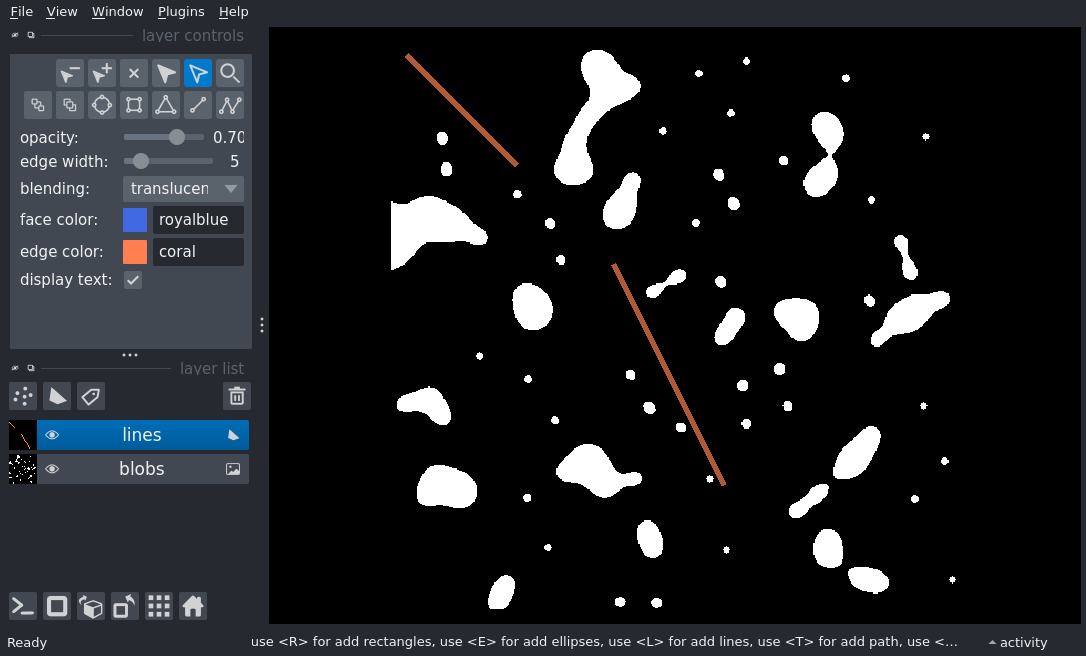 File View Window Plugins Help
layer controls
opacity: 0.70
edge width: 5
blending: translucen
face color: royalblue
edge color: coral
display text:
layer list
lines
blobs
Ready use <R> for add rectangles, use <E> for add ellipses, use <L> for add lines, use <T> for add path, use <... activity